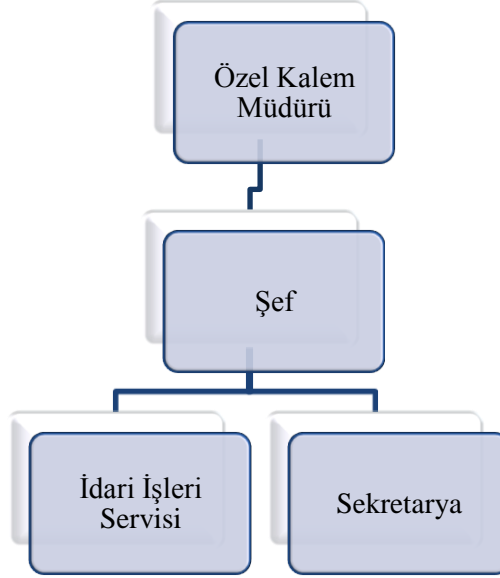 Özel Kalem
Müdürü
Şef
İdari İşleri
Servisi
Sekretarya